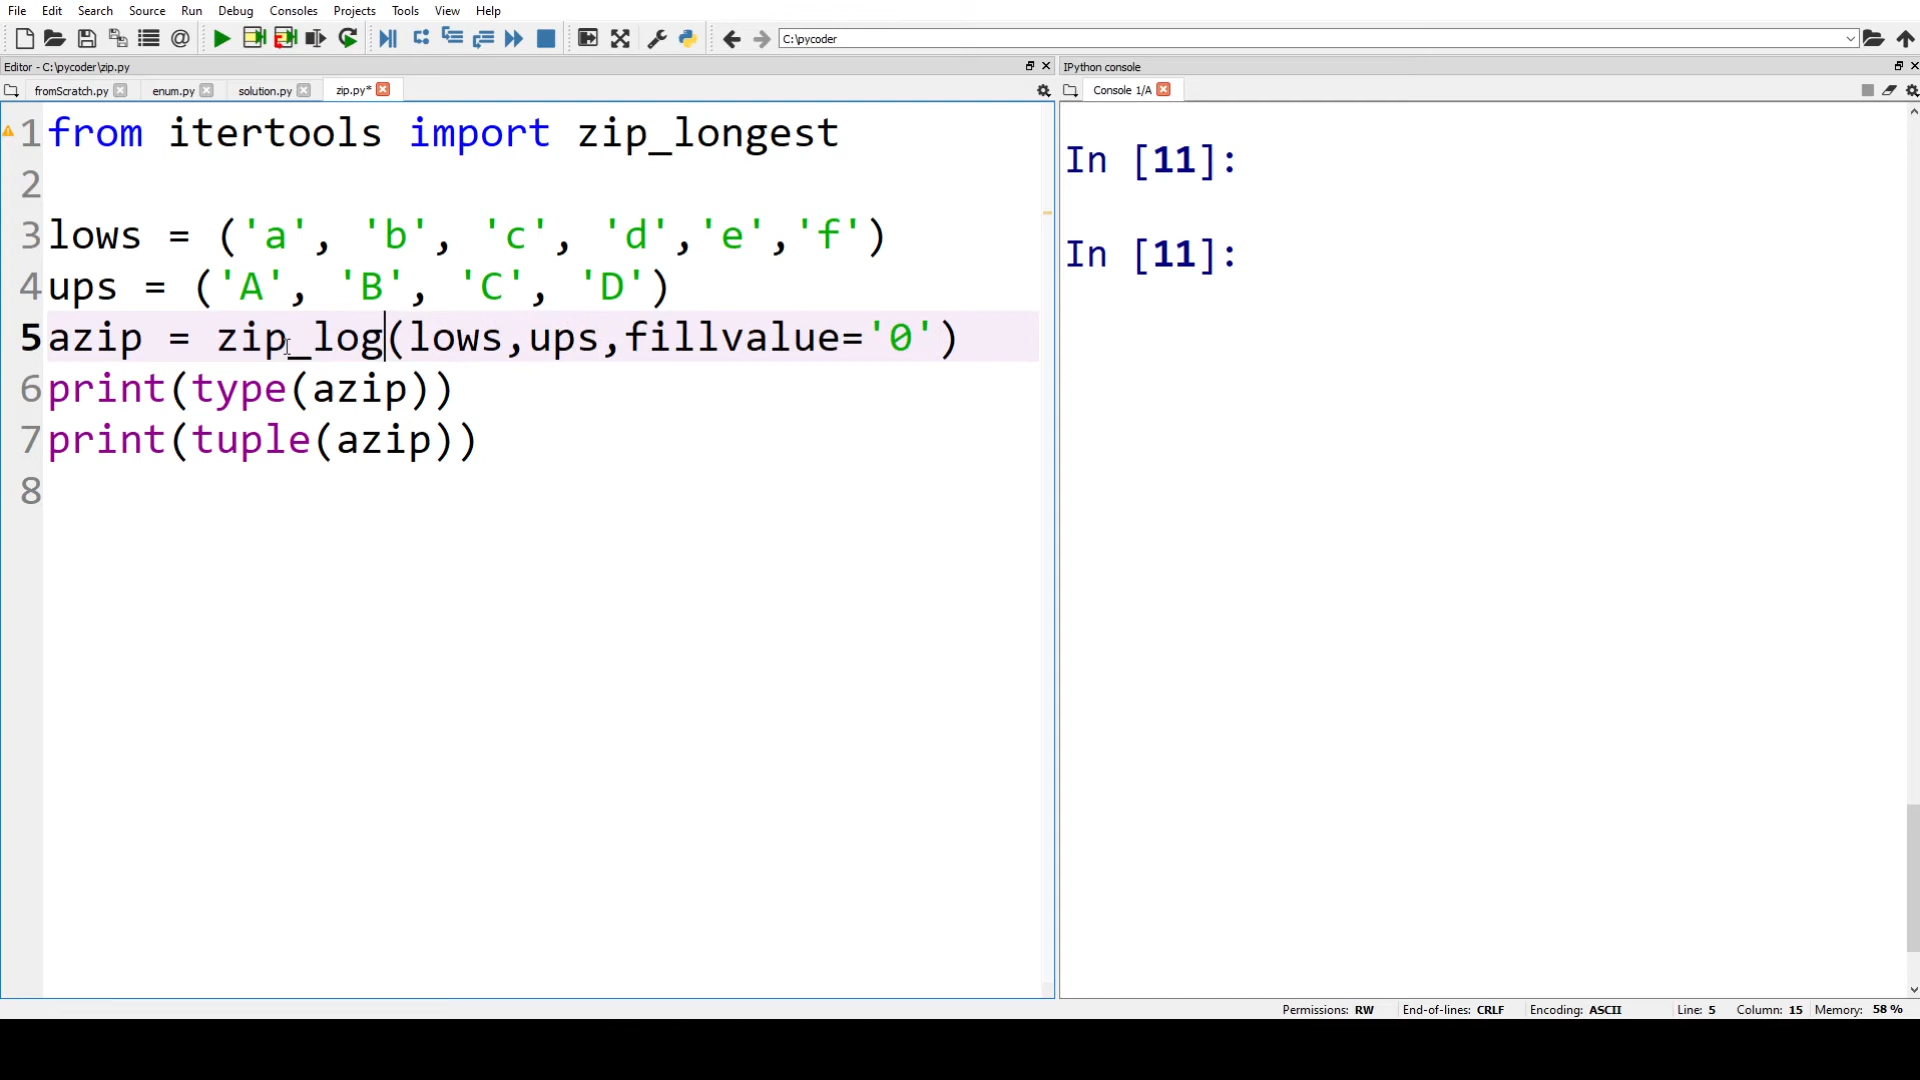 File Edit Search Source Run Debug Consoles Projects Tools View Help
C:\pycoder
Editor - C:\pycoder\zip.py
IPython console
fromScratch.py enum.py solution.py zip.py*
Console 1/A
1 from itertools import zip_longest
2
3 lows = ('a', 'b', 'c', 'd','e','f')
4 ups = ('A', 'B', 'C', 'D')
5 azip = zip_log(lows,ups,fillvalue='0')
6 print(type(azip))
7 print(tuple(azip))
8
In [11]:
In [11]:
Permissions: RW End-of-lines: CRLF Encoding: ASCII Line: 5 Column: 15 Memory: 58 %